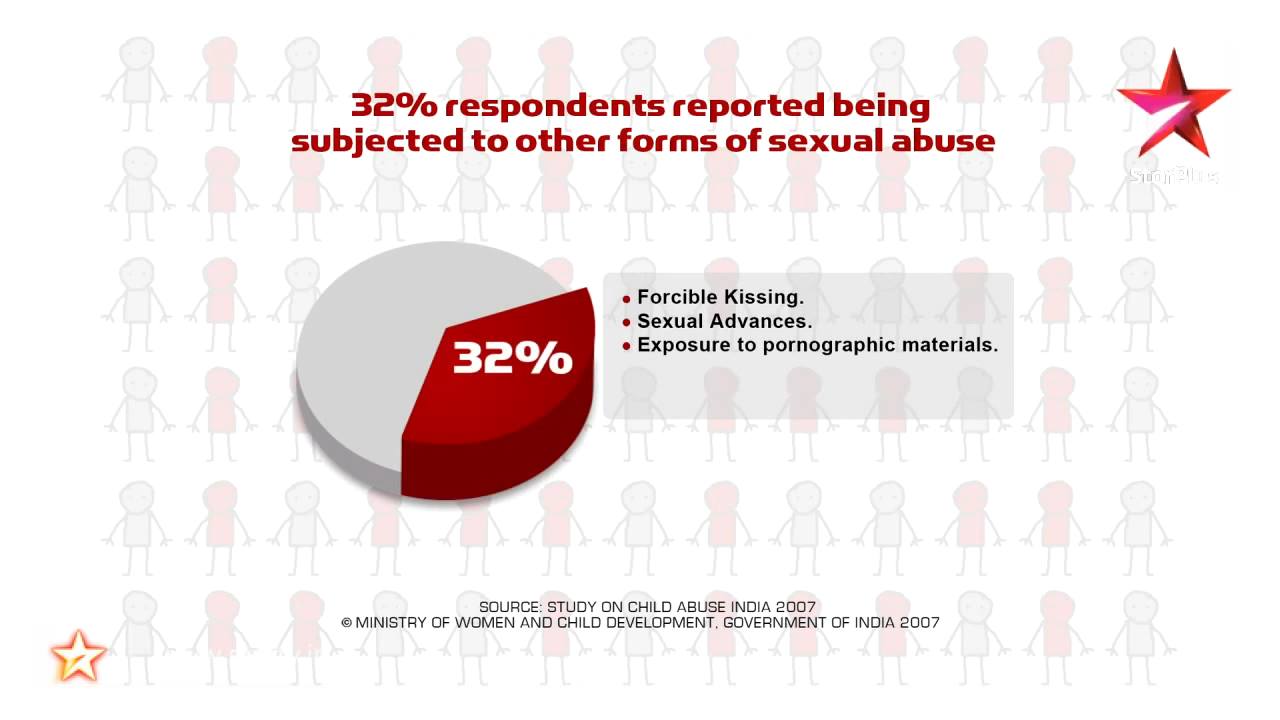 32% respondents reported being
subjected to other forms of sexual abuse
StarPlus
32%
Forcible Kissing.
Sexual Advances.
Exposure to pornographic materials.
SOURCE: STUDY ON CHILD ABUSE INDIA 2007
© MINISTRY OF WOMEN AND CHILD DEVELOPMENT, GOVERNMENT OF INDIA 2007